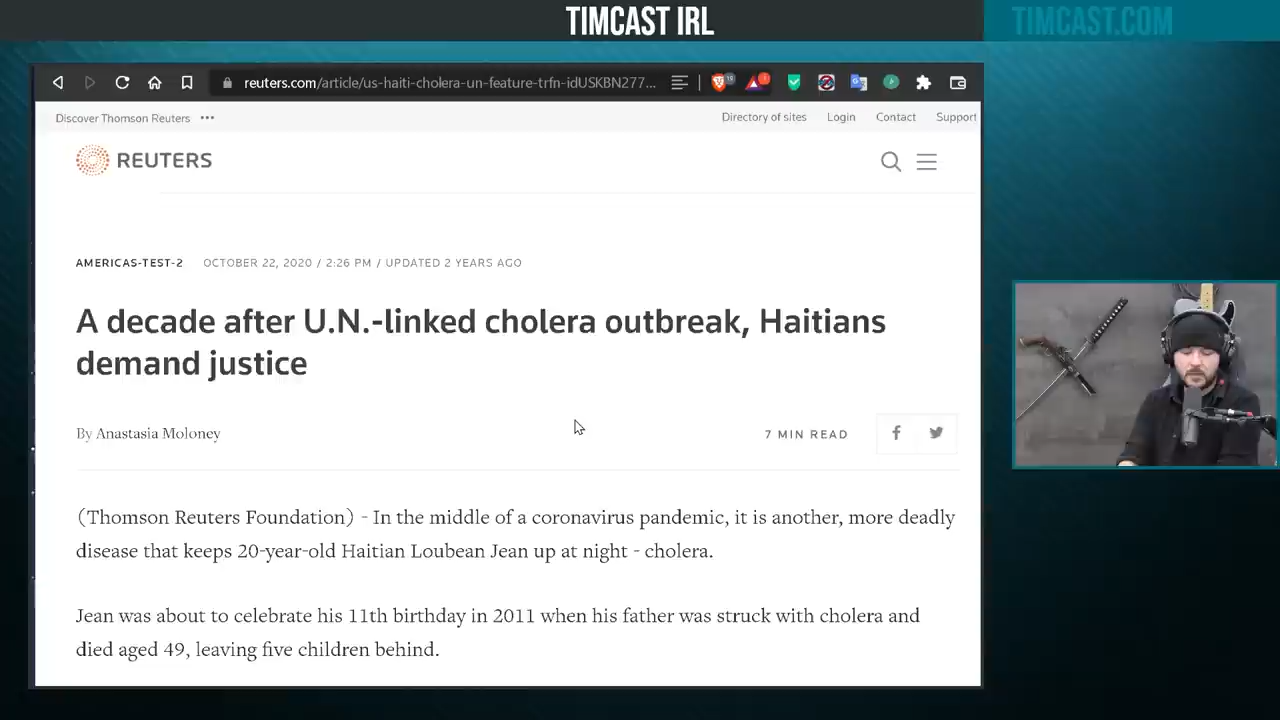 TIMCAST IRL
TIMCAST.COM
reuters.com/article/us-haiti-cholera-un-feature-trfn-idUSKBN277...
Discover Thomson Reuters •••
Directory of sites Login Contact Support
REUTERS
AMERICAS-TEST-2 OCTOBER 22, 2020 / 2:26 PM / UPDATED 2 YEARS AGO
A decade after U.N.-linked cholera outbreak, Haitians
demand justice
By Anastasia Moloney
7 MIN READ
(Thomson Reuters Foundation) - In the middle of a coronavirus pandemic, it is another, more deadly
disease that keeps 20-year-old Haitian Loubean Jean up at night - cholera.
Jean was about to celebrate his 11th birthday in 2011 when his father was struck with cholera and
died aged 49, leaving five children behind.